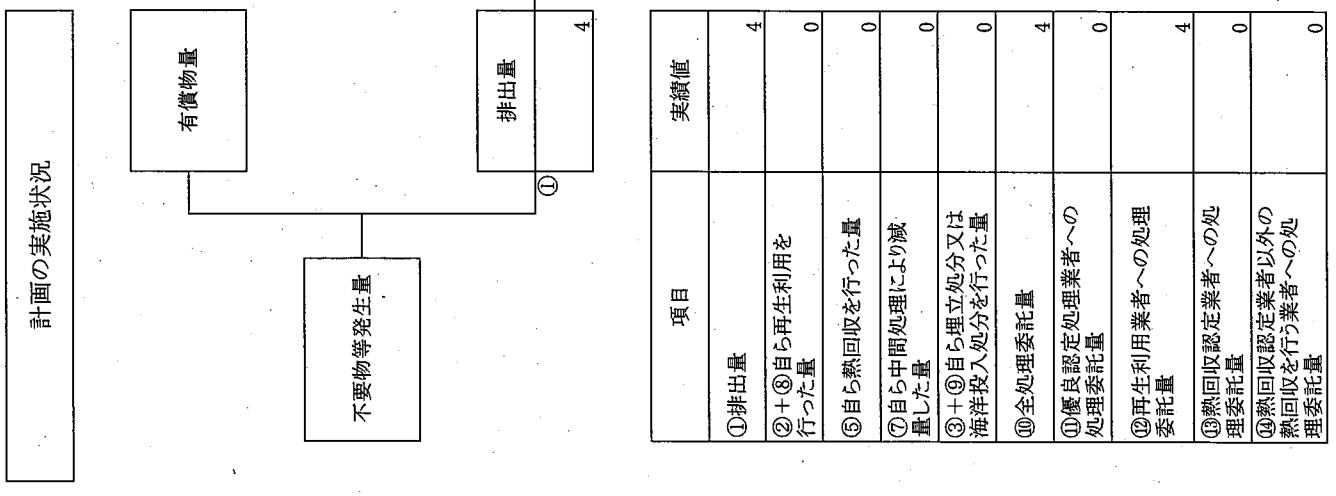 計画の実施状況
有償物量
不要物等発生量
排出量
①
4
項目
実績値
①排出量
4
②+⑧自ら再生利用を
行った量
0
⑤自ら熱回収を行った量
0
⑦自ら中間処理により減
量した量
0
③+⑨自ら埋立処分又は
海洋投入処分を行った量
0
⑩全処理委託量
4
⑪優良認定処理業者への
処理委託量
0
⑫再生利用業者への処理
委託量
4
⑬熱回収認定業者への処
理委託量
0
⑭熱回収認定業者以外の
熱回収を行う業者への処
理委託量
0